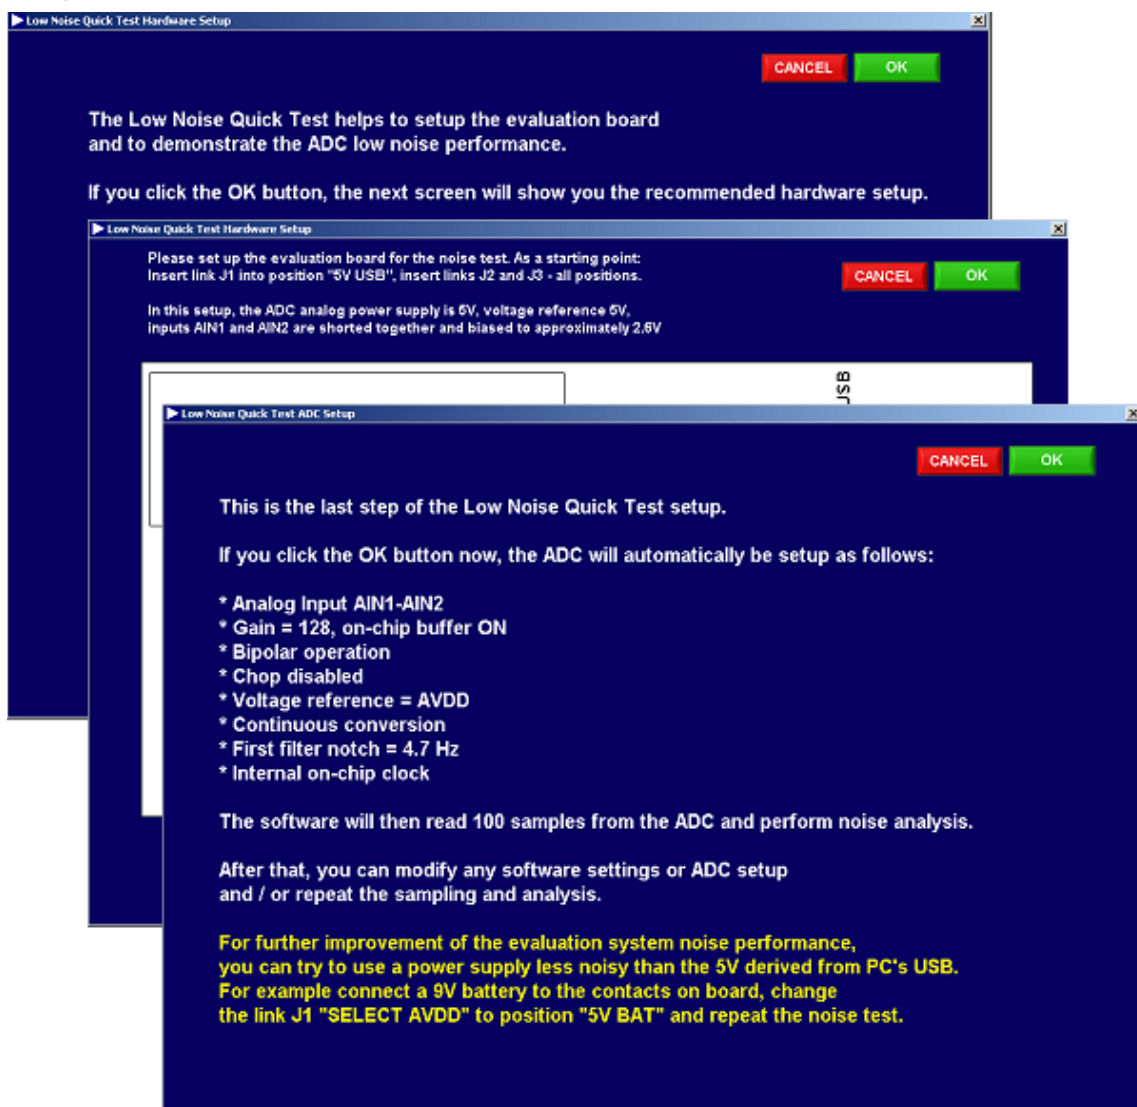 Low Noise Quick Test Hardware Setup
CANCEL OK
The Low Noise Quick Test helps to setup the evaluation board
and to demonstrate the ADC low noise performance.
If you click the OK button, the next screen will show you the recommended hardware setup.
Low Noise Quick Test Hardware Setup
Please set up the evaluation board for the noise test. As a starting point:
Insert link J1 into position "5V USB", insert links J2 and J3 - all positions.
CANCEL OK
In this setup, the ADC analog power supply is 5V, voltage reference 5V,
inputs AIN1 and AIN2 are shorted together and biased to approximately 2.5V
USB
Low Noise Quick Test ADC Setup
CANCEL OK
This is the last step of the Low Noise Quick Test setup.
If you click the OK button now, the ADC will automatically be setup as follows:
* Analog Input AIN1-AIN2
* Gain = 128, on-chip buffer ON
* Bipolar operation
* Chop disabled
* Voltage reference = AVDD
* Continuous conversion
* First filter notch = 4.7 Hz
* Internal on-chip clock
The software will then read 100 samples from the ADC and perform noise analysis.
After that, you can modify any software settings or ADC setup
and / or repeat the sampling and analysis.
For further improvement of the evaluation system noise performance,
you can try to use a power supply less noisy than the 5V derived from PC's USB.
For example connect a 9V battery to the contacts on board, change
the link J1 "SELECT AVDD" to position "5V BAT" and repeat the noise test.